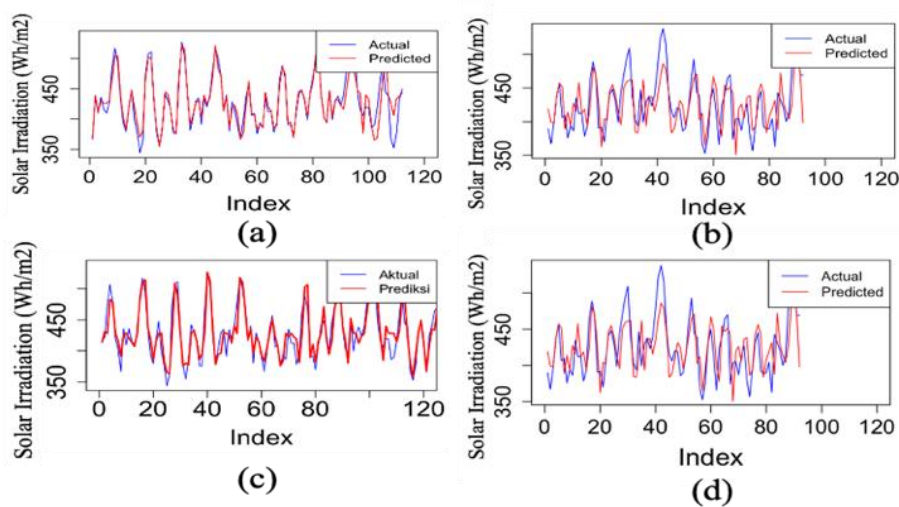 Solar Irradiation (Wh/m2)
450
350
Actual
Predicted
0 20 40 60 80 100 120
Index
(a)
Solar Irradiation (Wh/m2)
450
350
Actual
Predicted
0 20 40 60 80 100 120
Index
(b)
Solar Irradiation (Wh/m2)
450
350
Aktual
Prediksi
0 20 40 60 80 100 120
Index
(c)
Solar Irradiation (Wh/m2)
450
350
Actual
Predicted
0 20 40 60 80 100 120
Index
(d)